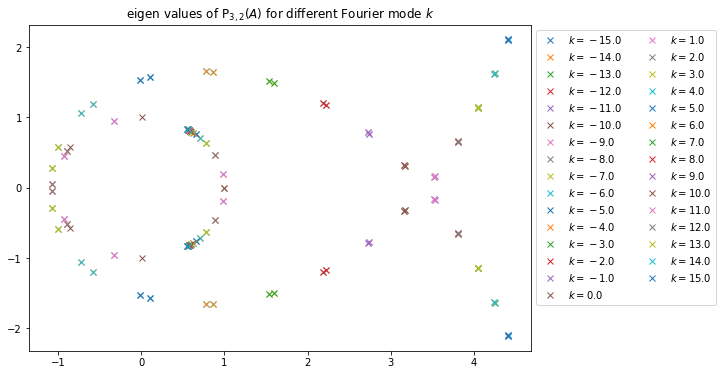 eigen values of P₃,₂(A) for different Fourier mode k
2
1
0
−1
−2
−1
0
1
2
3
4
k = −15.0
k = −14.0
k = −13.0
k = −12.0
k = −11.0
k = −10.0
k = −9.0
k = −8.0
k = −7.0
k = −6.0
k = −5.0
k = −4.0
k = −3.0
k = −2.0
k = −1.0
k = 0.0
k = 1.0
k = 2.0
k = 3.0
k = 4.0
k = 5.0
k = 6.0
k = 7.0
k = 8.0
k = 9.0
k = 10.0
k = 11.0
k = 12.0
k = 13.0
k = 14.0
k = 15.0